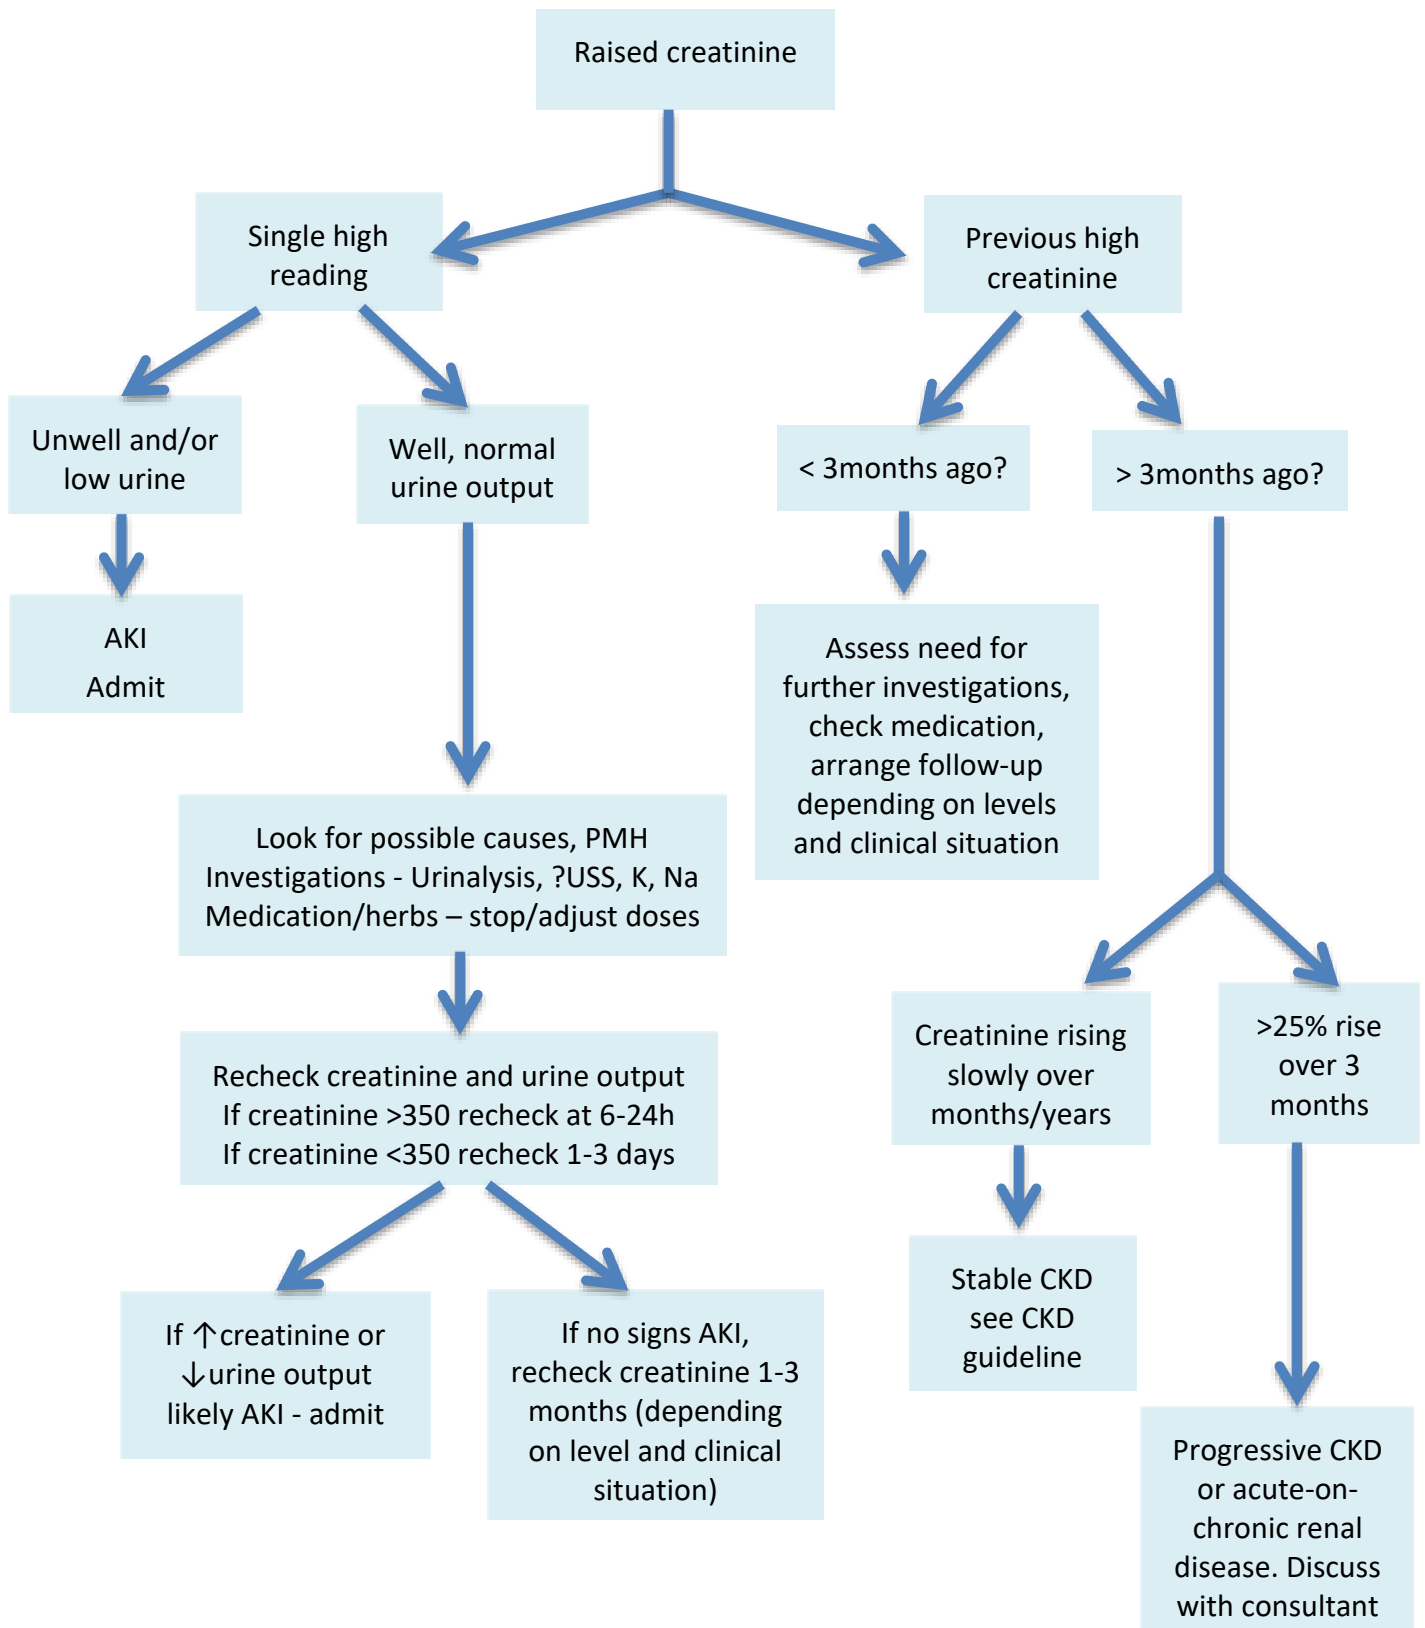 Raised creatinine
Single high
reading
Previous high
creatinine
Unwell and/or
low urine
Well, normal
urine output
< 3months ago?
> 3months ago?
AKI
Admit
Assess need for
further investigations,
check medication,
arrange follow-up
depending on levels
and clinical situation
Look for possible causes, PMH
Investigations - Urinalysis, ?USS, K, Na
Medication/herbs – stop/adjust doses
Creatinine rising
slowly over
months/years
>25% rise
over 3
months
Recheck creatinine and urine output
If creatinine >350 recheck at 6-24h
If creatinine <350 recheck 1-3 days
Stable CKD
see CKD
guideline
If ↑creatinine or
↓urine output
likely AKI - admit
If no signs AKI,
recheck creatinine 1-3
months (depending
on level and clinical
situation)
Progressive CKD
or acute-on-
chronic renal
disease. Discuss
with consultant